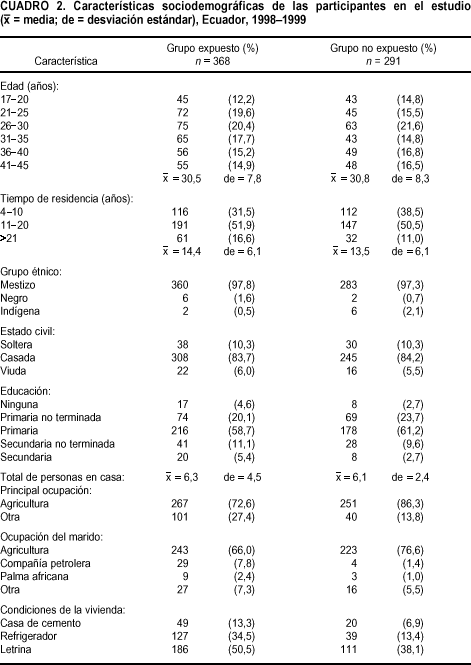 CUADRO 2. Características sociodemográficas de las participantes en el estudio
(x̅ = media; de = desviación estándar), Ecuador, 1998–1999
Grupo expuesto (%) Grupo no expuesto (%)
Característica n = 368 n = 291
Edad (años):
17–20 45 (12,2) 43 (14,8)
21–25 72 (19,6) 45 (15,5)
26–30 75 (20,4) 63 (21,6)
31–35 65 (17,7) 43 (14,8)
36–40 56 (15,2) 49 (16,8)
41–45 55 (14,9) 48 (16,5)
x̅ = 30,5 de = 7,8 x̅ = 30,8 de = 8,3
Tiempo de residencia (años):
4–10 116 (31,5) 112 (38,5)
11–20 191 (51,9) 147 (50,5)
>21 61 (16,6) 32 (11,0)
x̅ = 14,4 de = 6,1 x̅ = 13,5 de = 6,1
Grupo étnico:
Mestizo 360 (97,8) 283 (97,3)
Negro 6 (1,6) 2 (0,7)
Indígena 2 (0,5) 6 (2,1)
Estado civil:
Soltera 38 (10,3) 30 (10,3)
Casada 308 (83,7) 245 (84,2)
Viuda 22 (6,0) 16 (5,5)
Educación:
Ninguna 17 (4,6) 8 (2,7)
Primaria no terminada 74 (20,1) 69 (23,7)
Primaria 216 (58,7) 178 (61,2)
Secundaria no terminada 41 (11,1) 28 (9,6)
Secundaria 20 (5,4) 8 (2,7)
Total de personas en casa: x̅ = 6,3 de = 4,5 x̅ = 6,1 de = 2,4
Principal ocupación:
Agricultura 267 (72,6) 251 (86,3)
Otra 101 (27,4) 40 (13,8)
Ocupación del marido:
Agricultura 243 (66,0) 223 (76,6)
Compañía petrolera 29 (7,8) 4 (1,4)
Palma africana 9 (2,4) 3 (1,0)
Otra 27 (7,3) 16 (5,5)
Condiciones de la vivienda:
Casa de cemento 49 (13,3) 20 (6,9)
Refrigerador 127 (34,5) 39 (13,4)
Letrina 186 (50,5) 111 (38,1)